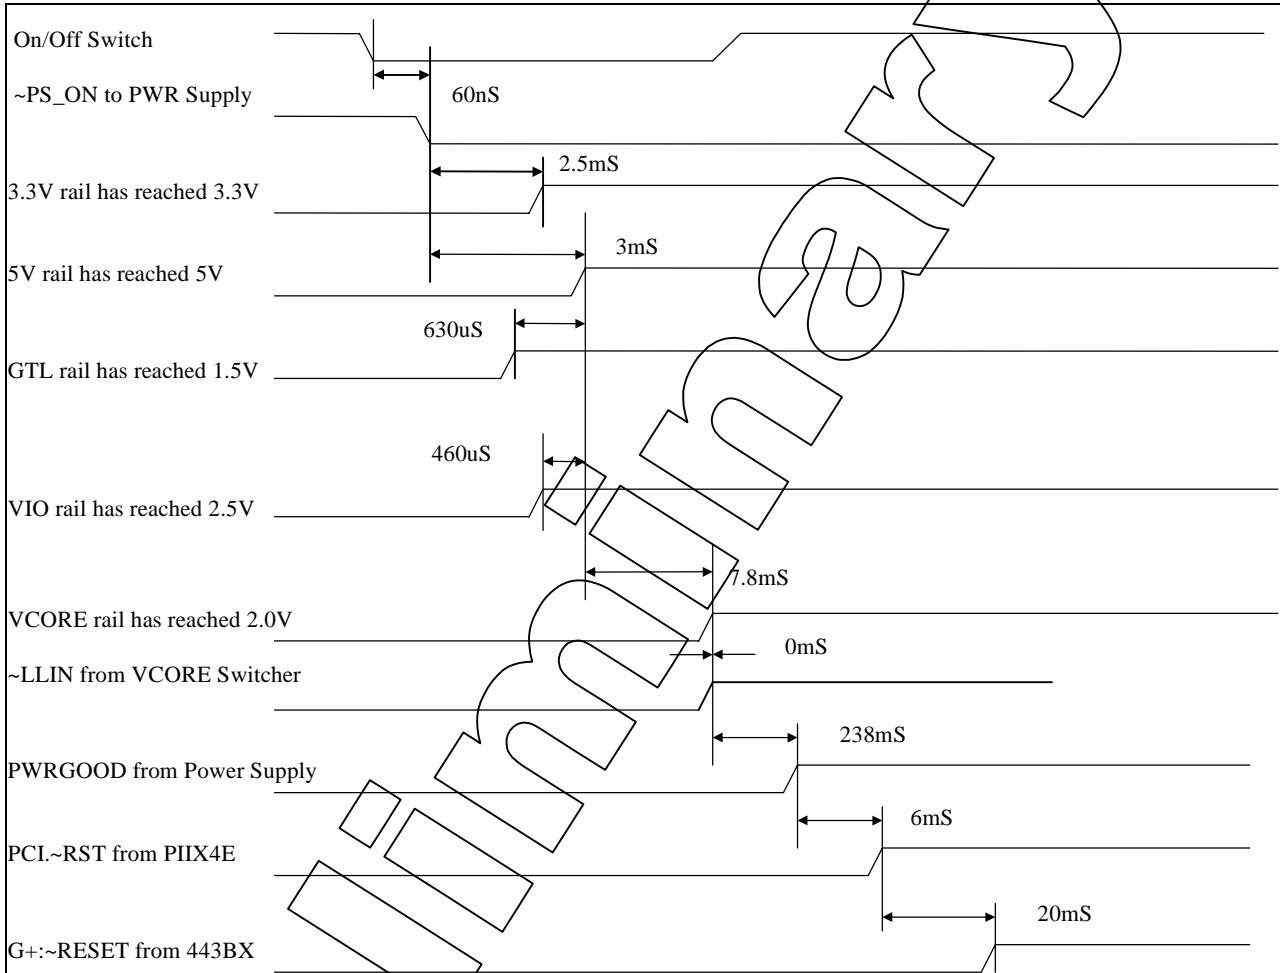 On/Off Switch
~PS_ON to PWR Supply
60nS
2.5mS
3.3V rail has reached 3.3V
3mS
5V rail has reached 5V
630uS
GTL rail has reached 1.5V
460uS
VIO rail has reached 2.5V
7.8mS
VCORE rail has reached 2.0V
0mS
~LLIN from VCORE Switcher
238mS
PWRGOOD from Power Supply
6mS
PCI.~RST from PIIX4E
20mS
G+:~RESET from 443BX
liminary